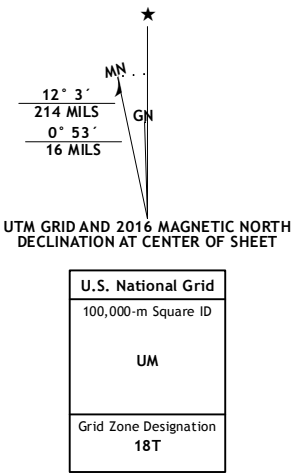 ★
MN
GN
12° 3´
214 MILS
0° 53´
16 MILS
UTM GRID AND 2016 MAGNETIC NORTH
DECLINATION AT CENTER OF SHEET
U.S. National Grid
100,000-m Square ID
UM
Grid Zone Designation
18T